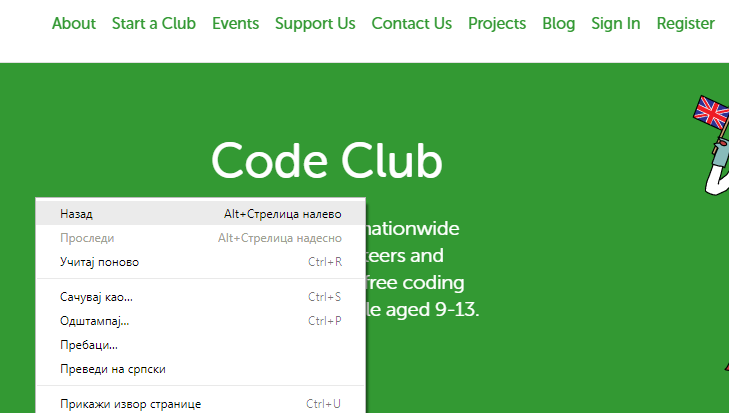 About Start a Club Events Support Us Contact Us Projects Blog Sign In Register
Code Club
nationwide
teers and
free coding
le aged 9-13.
Назад Alt+Стрелица налево
Проследи Alt+Стрелица надесно
Учитај поново Ctrl+R
Сачувај као... Ctrl+S
Одштампај... Ctrl+P
Пребаци...
Преведи на српски
Прикажи извор странице Ctrl+U